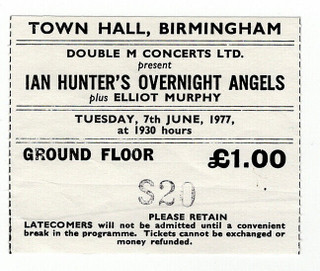 TOWN HALL, BIRMINGHAM
DOUBLE M CONCERTS LTD.
present
IAN HUNTER'S OVERNIGHT ANGELS
plus ELLIOT MURPHY
TUESDAY, 7th JUNE, 1977,
at 1930 hours
GROUND FLOOR £1.00
S20
PLEASE RETAIN
LATECOMERS will not be admitted until a convenient
break in the programme. Tickets cannot be exchanged or
money refunded.